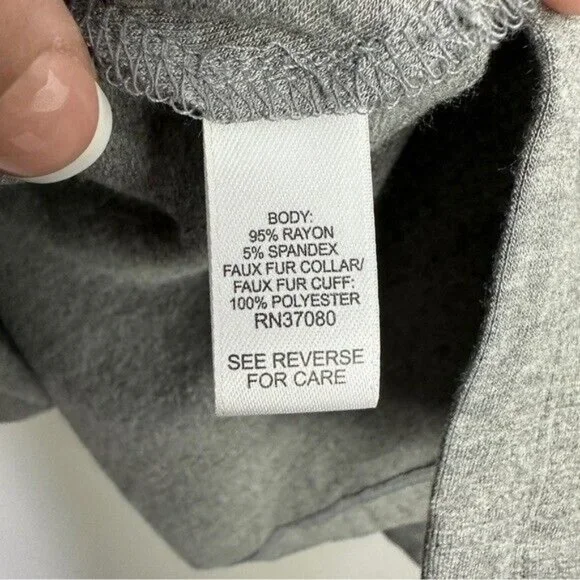 BODY:
95% RAYON
5% SPANDEX
FAUX FUR COLLAR/
FAUX FUR CUFF:
100% POLYESTER
RN37080
SEE REVERSE
FOR CARE